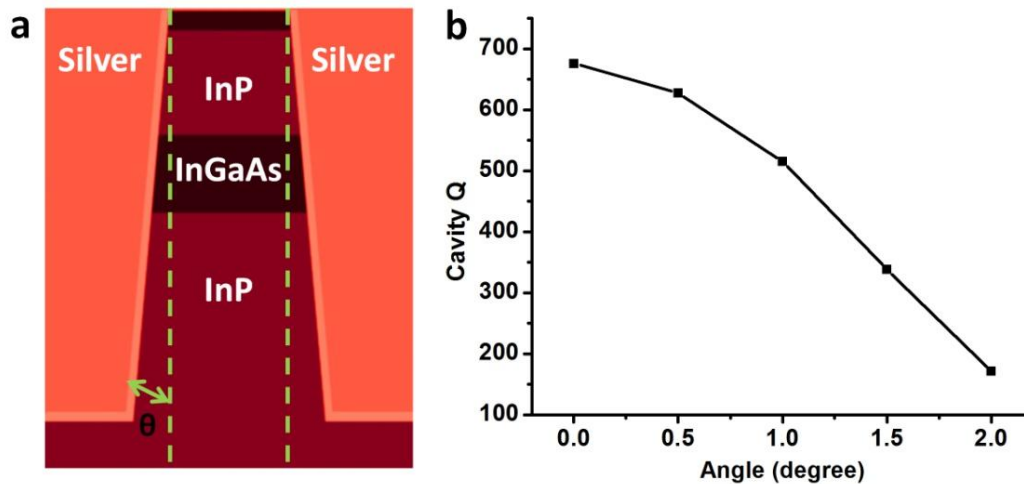 a
Silver
Silver
InP
InGaAs
InP
θ
b
700
600
500
400
300
200
100
Cavity Q
0.0 0.5 1.0 1.5 2.0
Angle (degree)